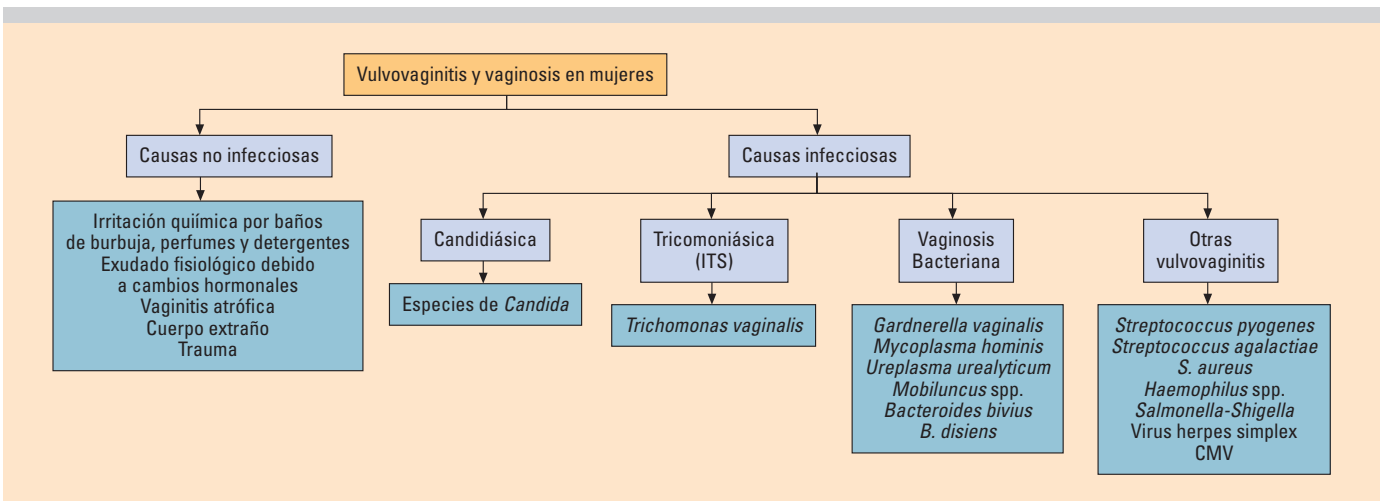 Vulvovaginitis y vaginosis en mujeres
Causas no infecciosas
Causas infecciosas
Irritación quiímica por baños
de burbuja, perfumes y detergentes
Exudado fisiológico debido
a cambios hormonales
Vaginitis atrófica
Cuerpo extraño
Trauma
Candidiásica
Especies de Candida
Tricomoniásica
(ITS)
Trichomonas vaginalis
Vaginosis
Bacteriana
Gardnerella vaginalis
Mycoplasma hominis
Ureplasma urealyticum
Mobiluncus spp.
Bacteroides bivius
B. disiens
Otras
vulvovaginitis
Streptococcus pyogenes
Streptococcus agalactiae
S. aureus
Haemophilus spp.
Salmonella-Shigella
Virus herpes simplex
CMV